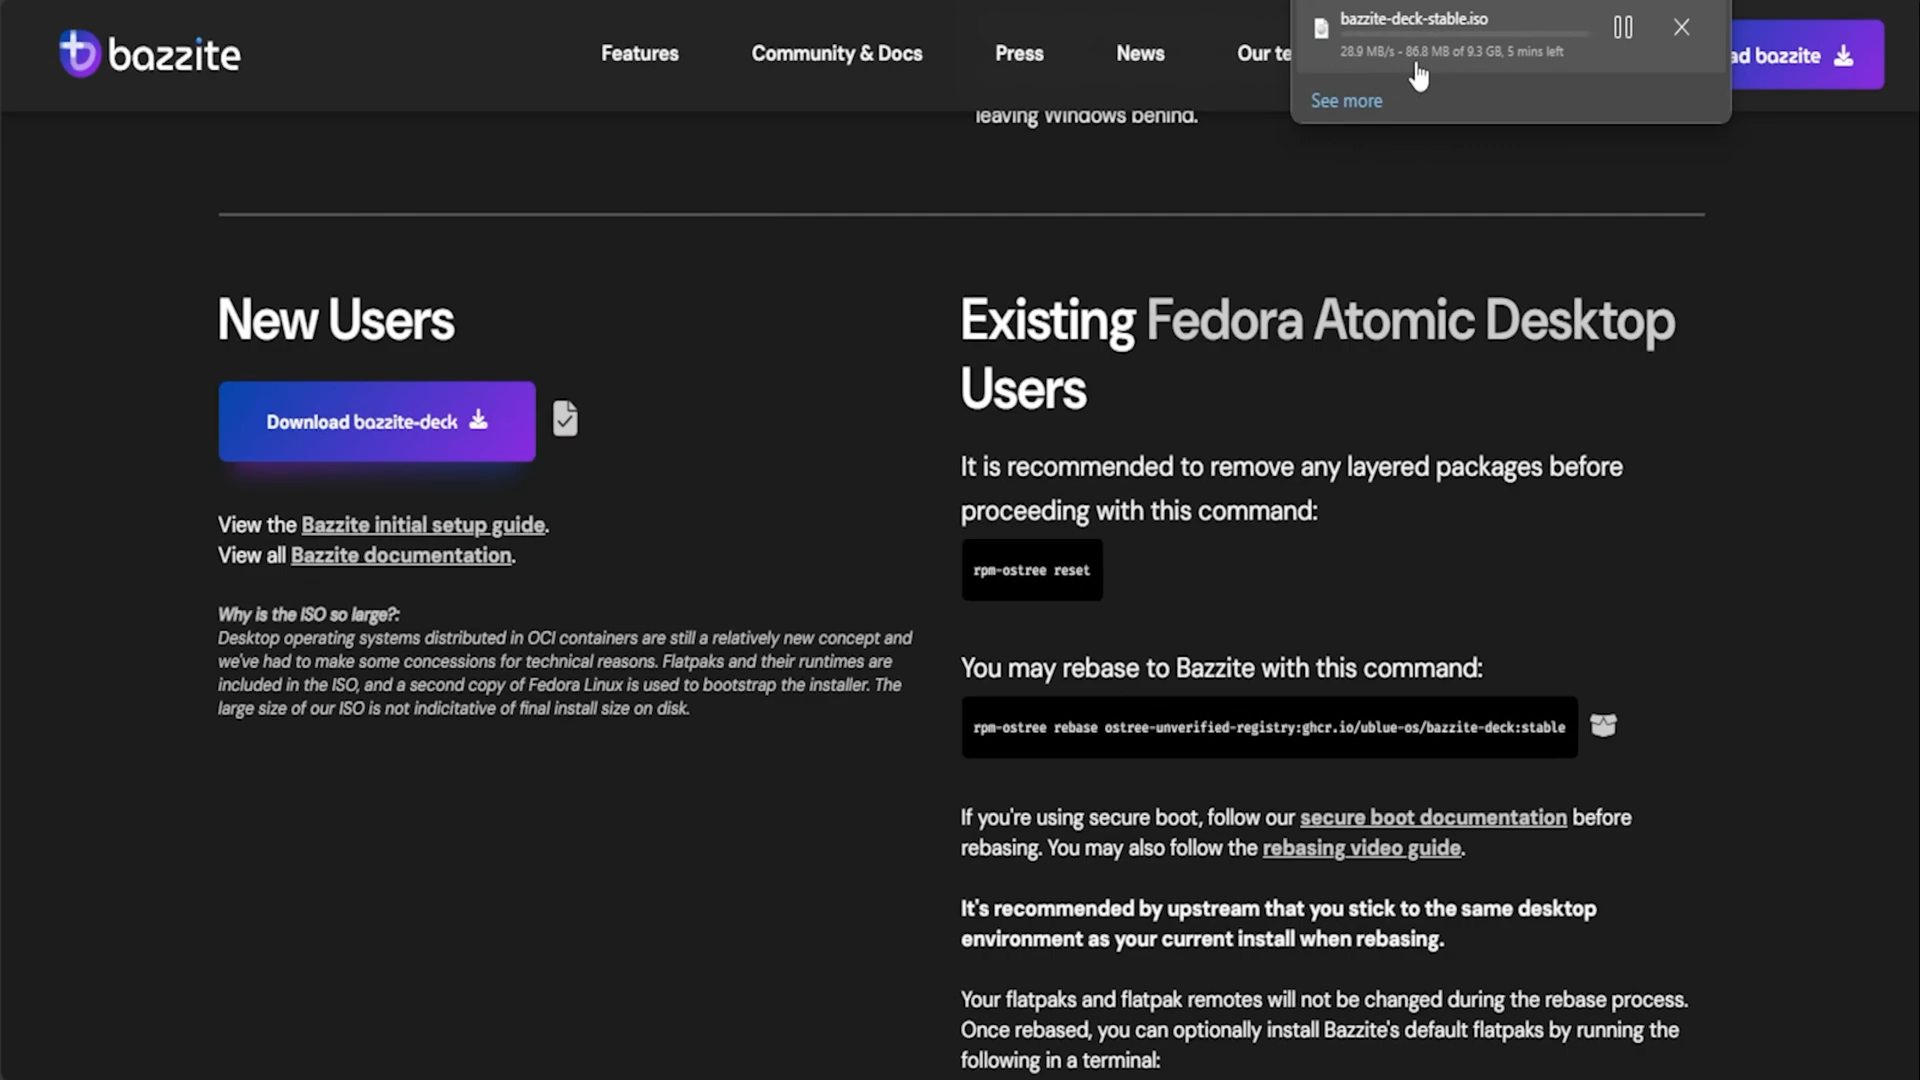 bazzite
Features
Community & Docs
Press
News
Our te
bazzite-deck-stable.iso
28.9 MB/s - 86.8 MB of 9.3 GB, 5 mins left
See more
ad bazzite
leaving Windows behind.
New Users
Download bazzite-deck
View the Bazzite initial setup guide.
View all Bazzite documentation.
Why is the ISO so large?:
Desktop operating systems distributed in OCI containers are still a relatively new concept and
we've had to make some concessions for technical reasons. Flatpaks and their runtimes are
included in the ISO, and a second copy of Fedora Linux is used to bootstrap the installer. The
large size of our ISO is not indicitative of final install size on disk.
Existing Fedora Atomic Desktop
Users
It is recommended to remove any layered packages before
proceeding with this command:
rpm-ostree reset
You may rebase to Bazzite with this command:
rpm-ostree rebase ostree-unverified-registry:ghcr.io/ublue-os/bazzite-deck:stable
If you're using secure boot, follow our secure boot documentation before
rebasing. You may also follow the rebasing video guide.
It's recommended by upstream that you stick to the same desktop
environment as your current install when rebasing.
Your flatpaks and flatpak remotes will not be changed during the rebase process.
Once rebased, you can optionally install Bazzite's default flatpaks by running the
following in a terminal: